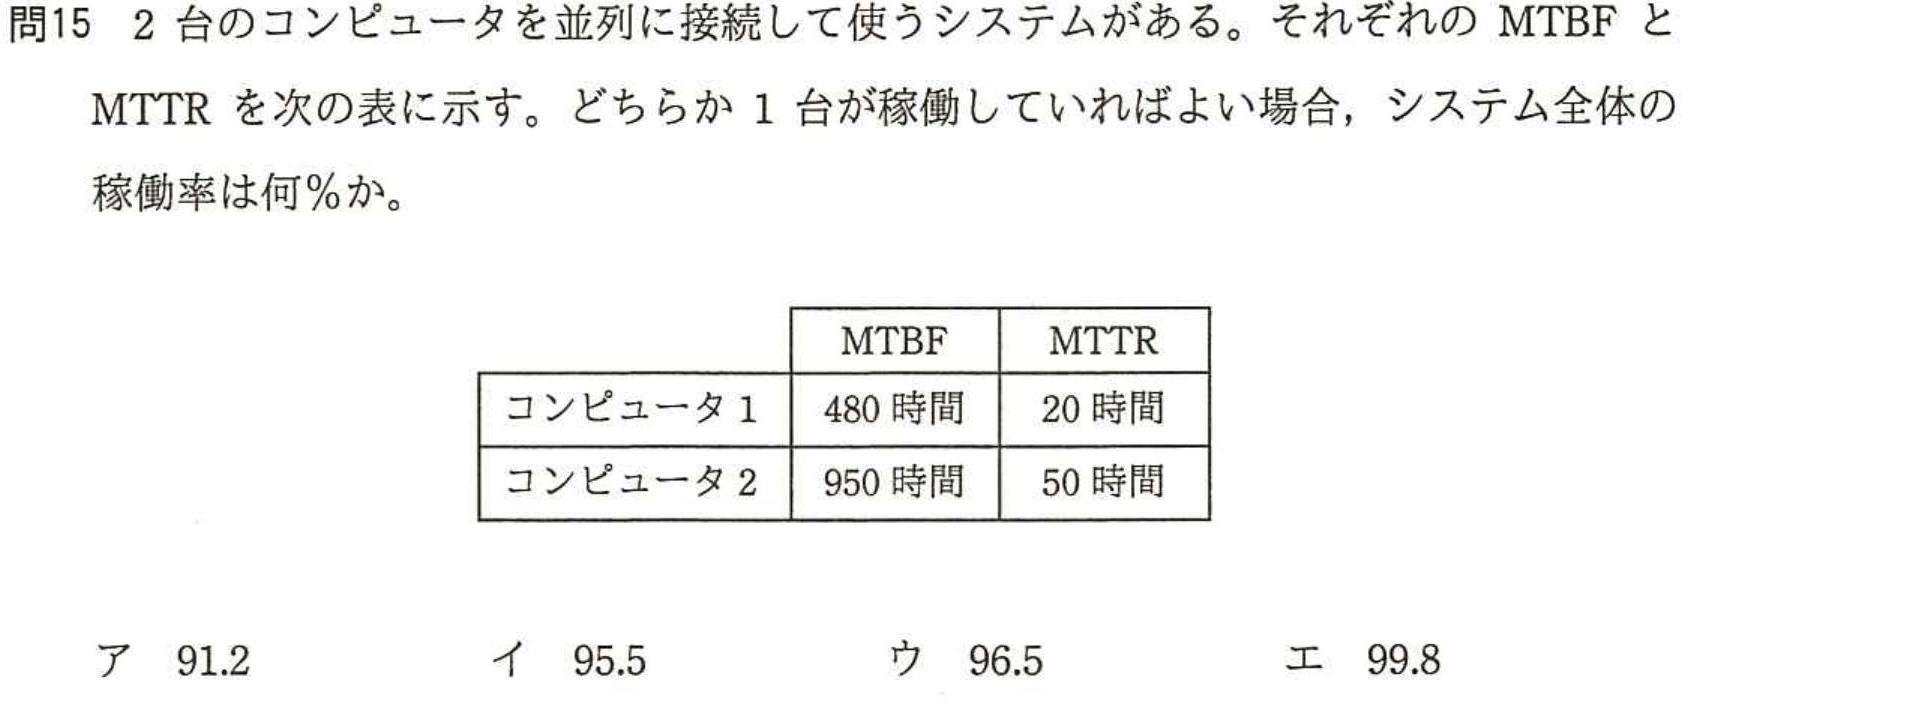 問15 2 台のコンピュータを並列に接続して使うシステムがある。それぞれの MTBF と
MTTR を次の表に示す。どちらか 1 台が稼働していればよい場合，システム全体の
稼働率は何％か。
MTBF MTTR
コンピュータ 1 480 時間 20 時間
コンピュータ 2 950 時間 50 時間
ア 91.2 イ 95.5 ウ 96.5 エ 99.8